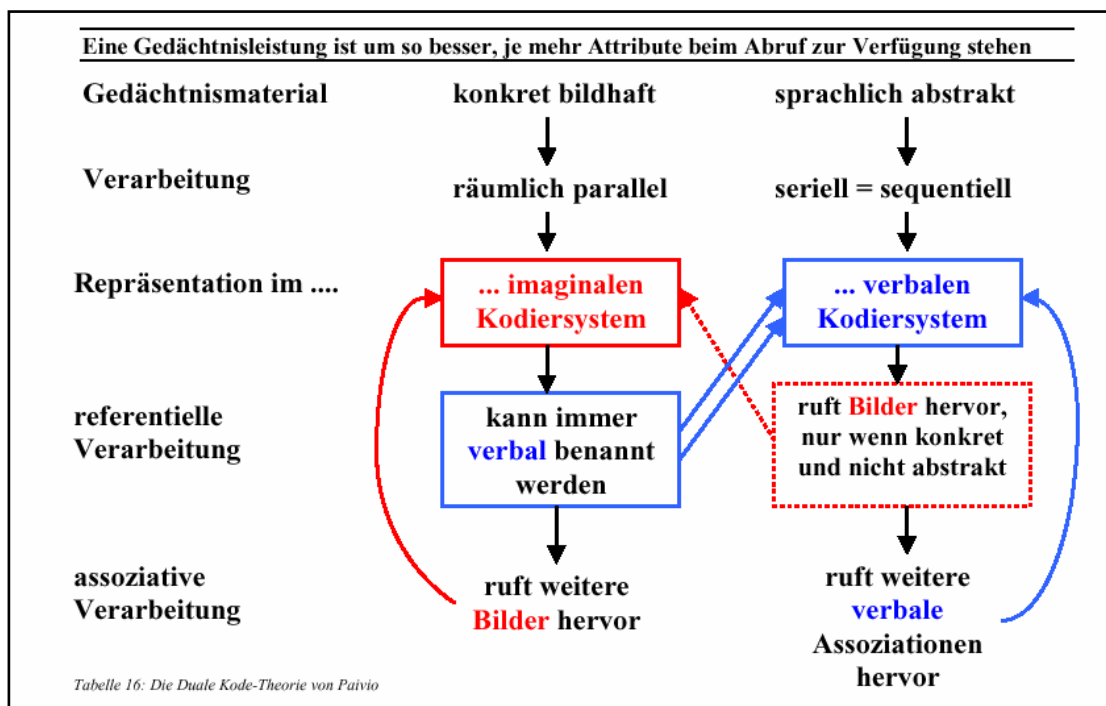 Eine Gedächtnisleistung ist um so besser, je mehr Attribute beim Abruf zur Verfügung stehen
Gedächtnismaterial
konkret bildhaft
sprachlich abstrakt
Verarbeitung
räumlich parallel
seriell = sequentiell
Repräsentation im ....
... imaginalen
Kodiersystem
... verbalen
Kodiersystem
referentielle
Verarbeitung
kann immer
verbal benannt
werden
ruft Bilder hervor,
nur wenn konkret
und nicht abstrakt
assoziative
Verarbeitung
ruft weitere
Bilder hervor
ruft weitere
verbale
Assoziationen
hervor
Tabelle 16: Die Duale Kode-Theorie von Paivio